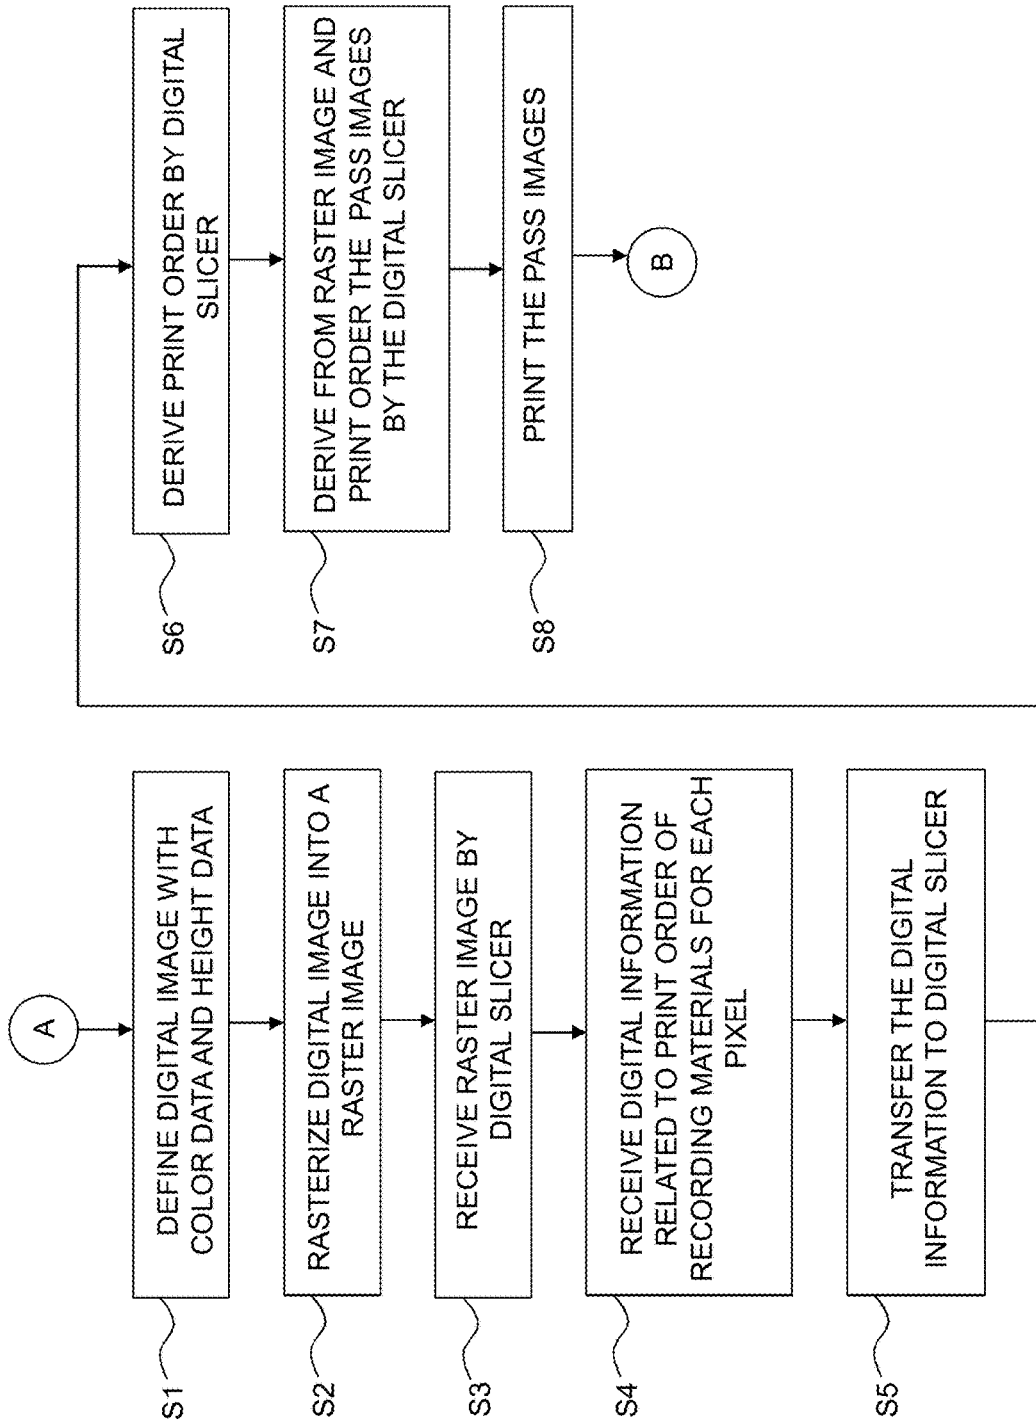 A
S1
DEFINE DIGITAL IMAGE WITH
COLOR DATA AND HEIGHT DATA
S2
RASTERIZE DIGITAL IMAGE INTO A
RASTER IMAGE
S3
RECEIVE RASTER IMAGE BY
DIGITAL SLICER
S4
RECEIVE DIGITAL INFORMATION
RELATED TO PRINT ORDER OF
RECORDING MATERIALS FOR EACH
PIXEL
S5
TRANSFER THE DIGITAL
INFORMATION TO DIGITAL SLICER
S6
DERIVE PRINT ORDER BY DIGITAL
SLICER
S7
DERIVE FROM RASTER IMAGE AND
PRINT ORDER THE PASS IMAGES
BY THE DIGITAL SLICER
S8
PRINT THE PASS IMAGES
B